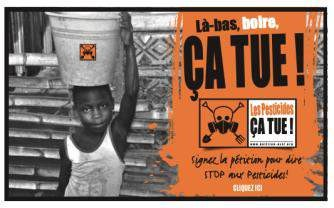 Là-bas, boire,
ÇA TUE !
Les Pesticides
ÇA TUE !
Signez la pétition pour dire
STOP aux Pesticides!
CLIQUEZ ICI